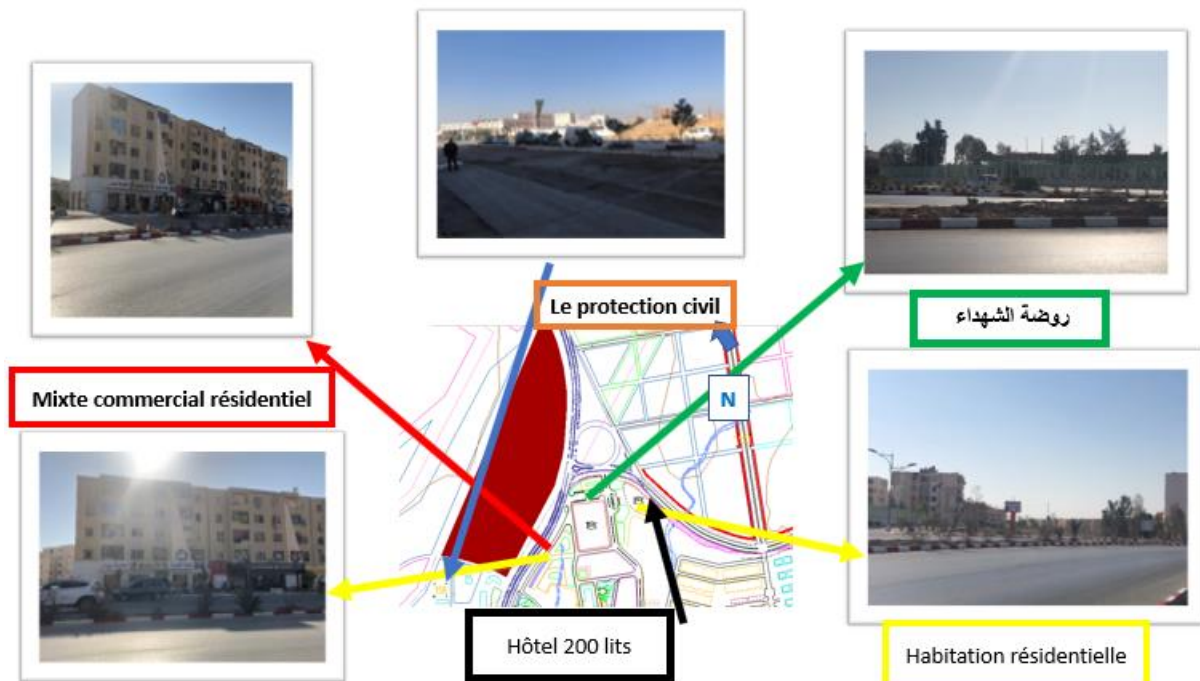 Le protection civil
روضة الشهداء
Mixte commercial résidentiel
N
Hôtel 200 lits
Habitation résidentielle